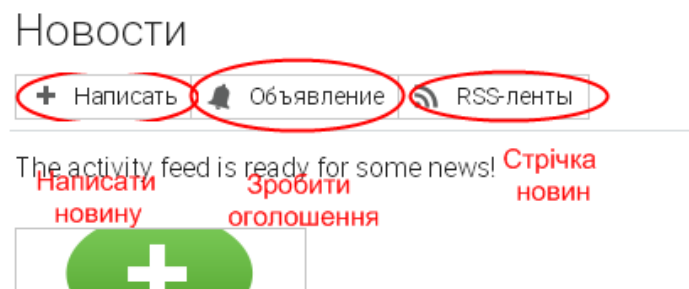 Новости
Написать Объявление RSS-ленты
The activity feed is ready for some news!
Написати новину
Зробити оголошення
Стрічка новин